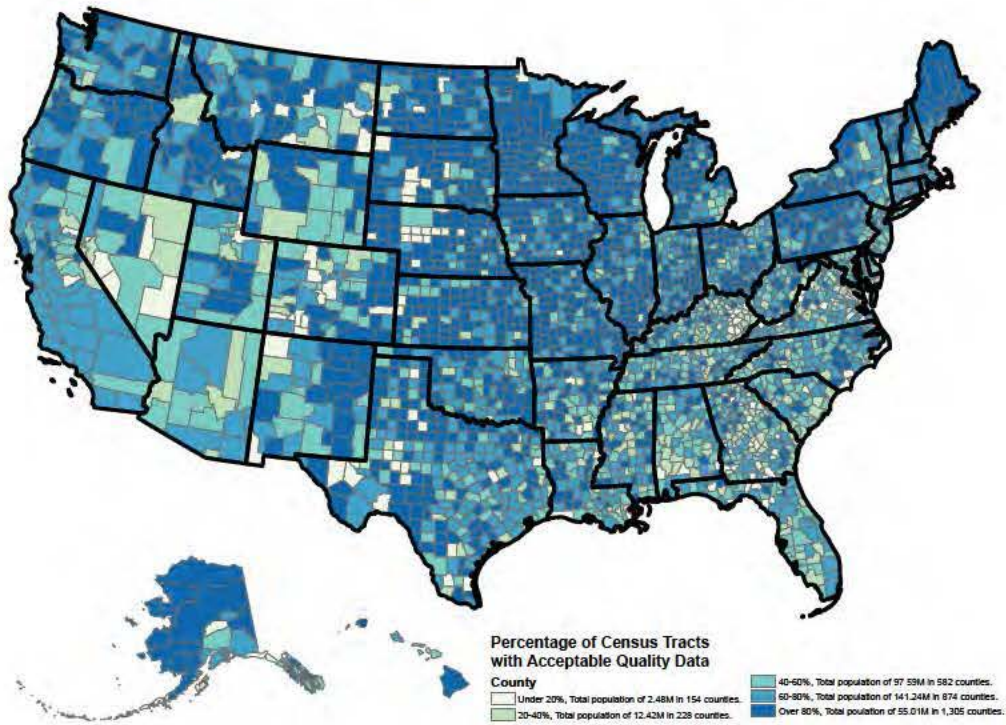 Percentage of Census Tracts
with Acceptable Quality Data
County
Under 20%, Total population of 2.48M in 154 counties.
20-40%, Total population of 12.42M in 228 counties.
40-60%, Total population of 97.59M in 582 counties.
60-80%, Total population of 141.24M in 874 counties.
Over 80%, Total population of 55.01M in 1,305 counties.